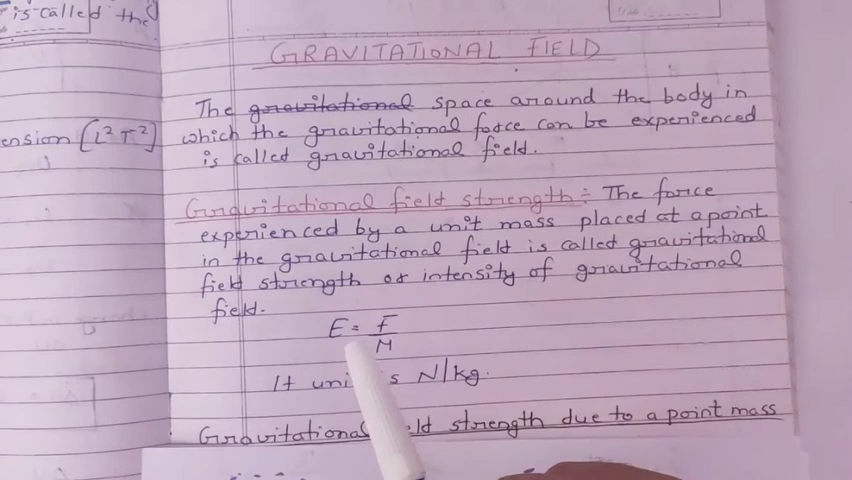 is called the
ension [L²T²]
GRAVITATIONAL FIELD
The gravitational space around the body in
which the gravitational force can be experienced
is called gravitational field.
Gravitational field strength :- The force
experienced by a unit mass placed at a point
in the gravitational field is called gravitational
field strength or intensity of gravitational
field.
E = F/M
It uni s N/kg.
Gravitational ld strength due to a point mass